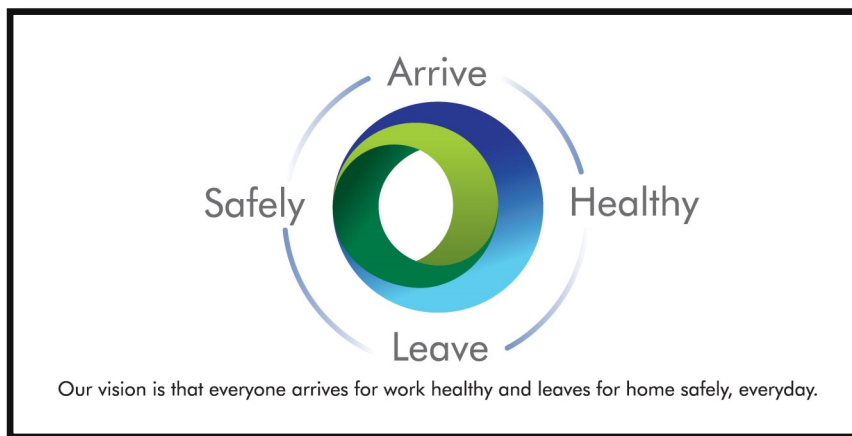 Arrive
Safely
Healthy
Leave
Our vision is that everyone arrives for work healthy and leaves for home safely, everyday.